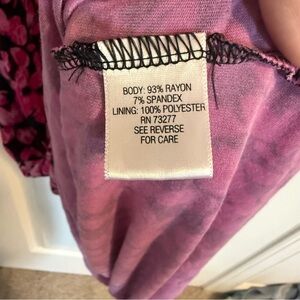 BODY: 93% RAYON
7% SPANDEX
LINING: 100% POLYESTER
RN 73277
SEE REVERSE
FOR CARE